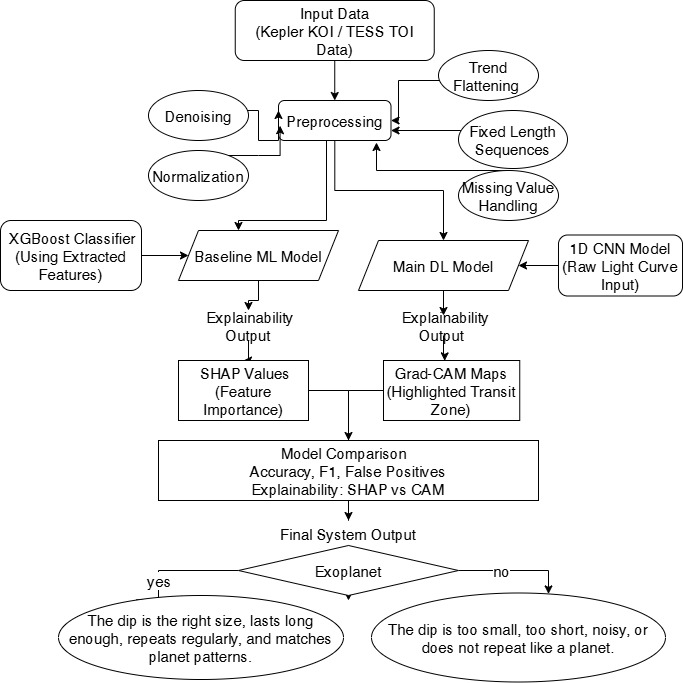 Input Data
(Kepler KOI / TESS TOI
Data)
Trend
Flattening
Denoising
Preprocessing
Fixed Length
Sequences
Normalization
Missing Value
Handling
XGBoost Classifier
(Using Extracted
Features)
Baseline ML Model
Main DL Model
1D CNN Model
(Raw Light Curve
Input)
Explainability
Output
Explainability
Output
SHAP Values
(Feature
Importance)
Grad-CAM Maps
(Highlighted Transit
Zone)
Model Comparison
Accuracy, F1, False Positives
Explainability: SHAP vs CAM
Final System Output
Exoplanet
yes
no
The dip is the right size, lasts long
enough, repeats regularly, and matches
planet patterns.
The dip is too small, too short, noisy, or
does not repeat like a planet.